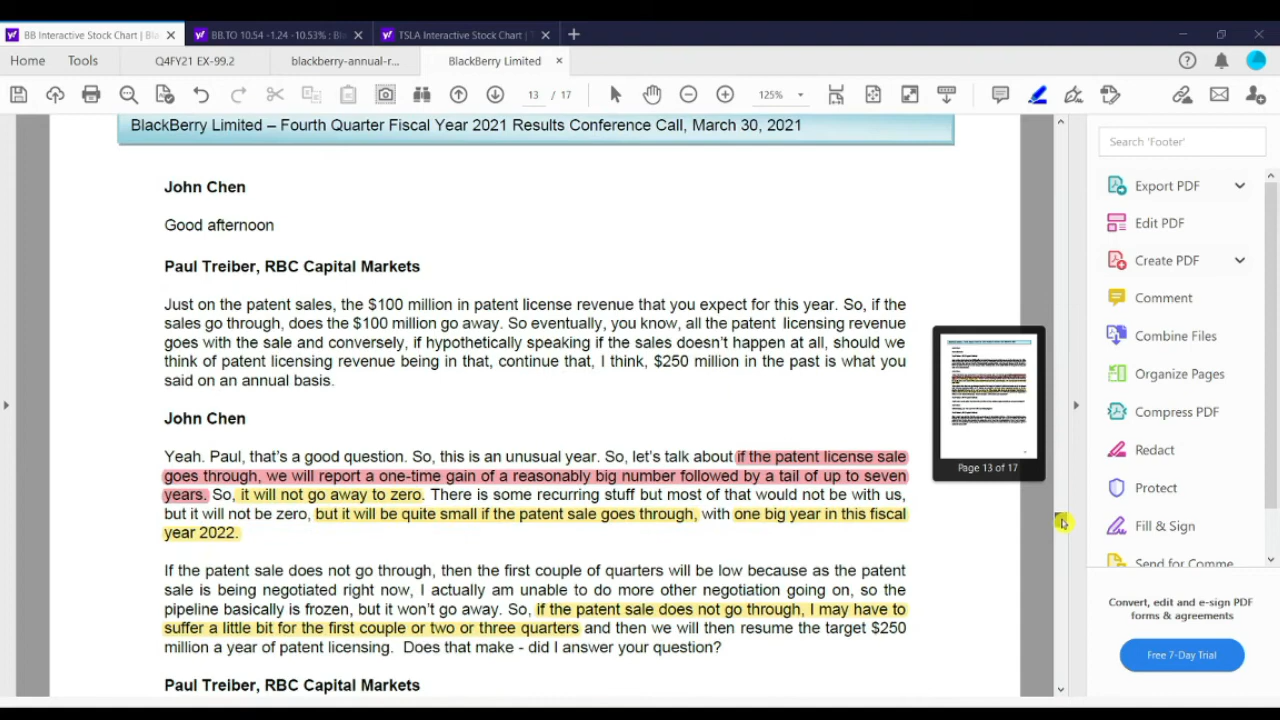 BB Interactive Stock Chart | Bla
BB.TO 10.54 -1.24 -10.53% : Bla
TSLA Interactive Stock Chart | T
Home
Tools
Q4FY21 EX-99.2
blackberry-annual-r...
BlackBerry Limited
13 / 17
125%
BlackBerry Limited – Fourth Quarter Fiscal Year 2021 Results Conference Call, March 30, 2021
John Chen
Good afternoon
Paul Treiber, RBC Capital Markets
Just on the patent sales, the $100 million in patent license revenue that you expect for this year. So, if the
sales go through, does the $100 million go away. So eventually, you know, all the patent licensing revenue
goes with the sale and conversely, if hypothetically speaking if the sales doesn't happen at all, should we
think of patent licensing revenue being in that, continue that, I think, $250 million in the past is what you
said on an annual basis.
John Chen
Yeah. Paul, that's a good question. So, this is an unusual year. So, let's talk about if the patent license sale
goes through, we will report a one-time gain of a reasonably big number followed by a tail of up to seven
years. So, it will not go away to zero. There is some recurring stuff but most of that would not be with us,
but it will not be zero, but it will be quite small if the patent sale goes through, with one big year in this fiscal
year 2022.
If the patent sale does not go through, then the first couple of quarters will be low because as the patent
sale is being negotiated right now, I actually am unable to do more other negotiation going on, so the
pipeline basically is frozen, but it won't go away. So, if the patent sale does not go through, I may have to
suffer a little bit for the first couple or two or three quarters and then we will then resume the target $250
million a year of patent licensing. Does that make - did I answer your question?
Paul Treiber, RBC Capital Markets
Page 13 of 17
Search 'Footer'
Export PDF
Edit PDF
Create PDF
Comment
Combine Files
Organize Pages
Compress PDF
Redact
Protect
Fill & Sign
Send for Comme
Convert, edit and e-sign PDF
forms & agreements
Free 7-Day Trial